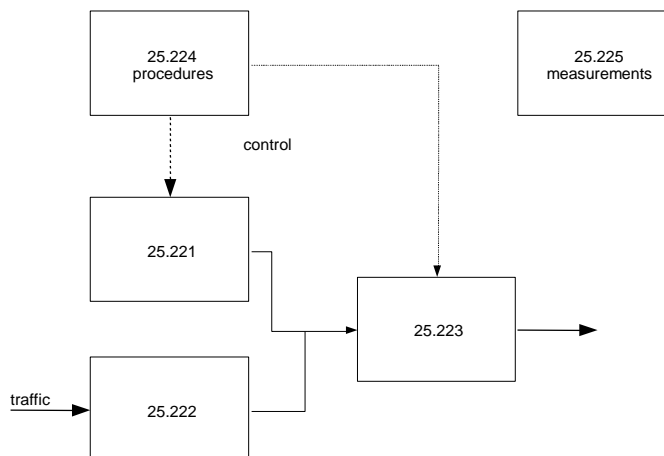 25.224
procedures
25.225
measurements
control
25.221
25.223
traffic
25.222